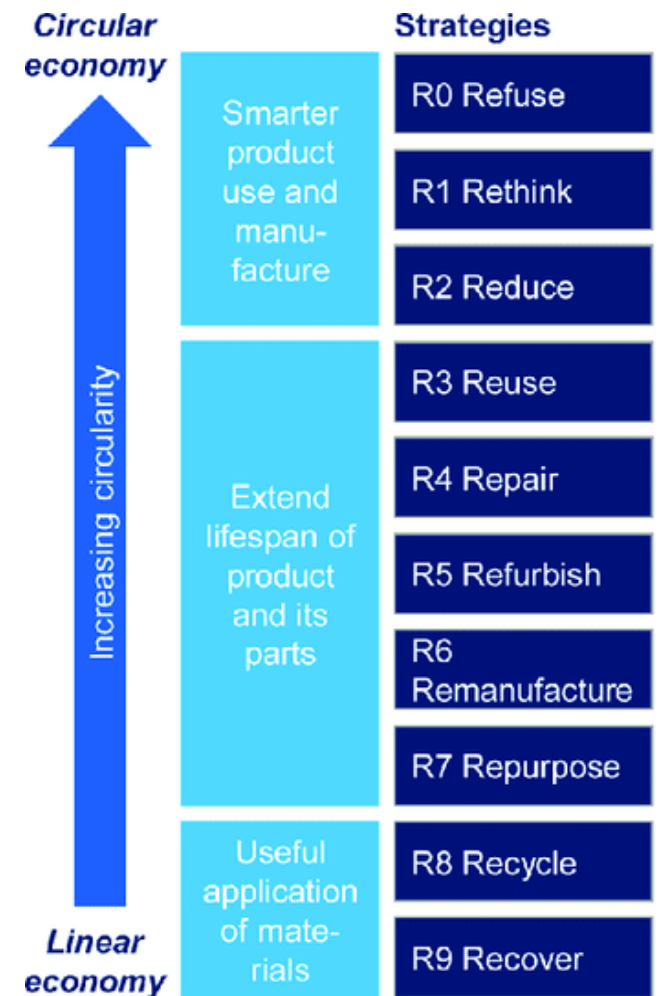 Circular
economy
Strategies
Smarter
product
use and
manu-
facture
R0 Refuse
R1 Rethink
R2 Reduce
Increasing circularity
Extend
lifespan of
product
and its
parts
R3 Reuse
R4 Repair
R5 Refurbish
R6
Remanufacture
R7 Repurpose
Useful
application
of mate-
rials
R8 Recycle
R9 Recover
Linear
economy